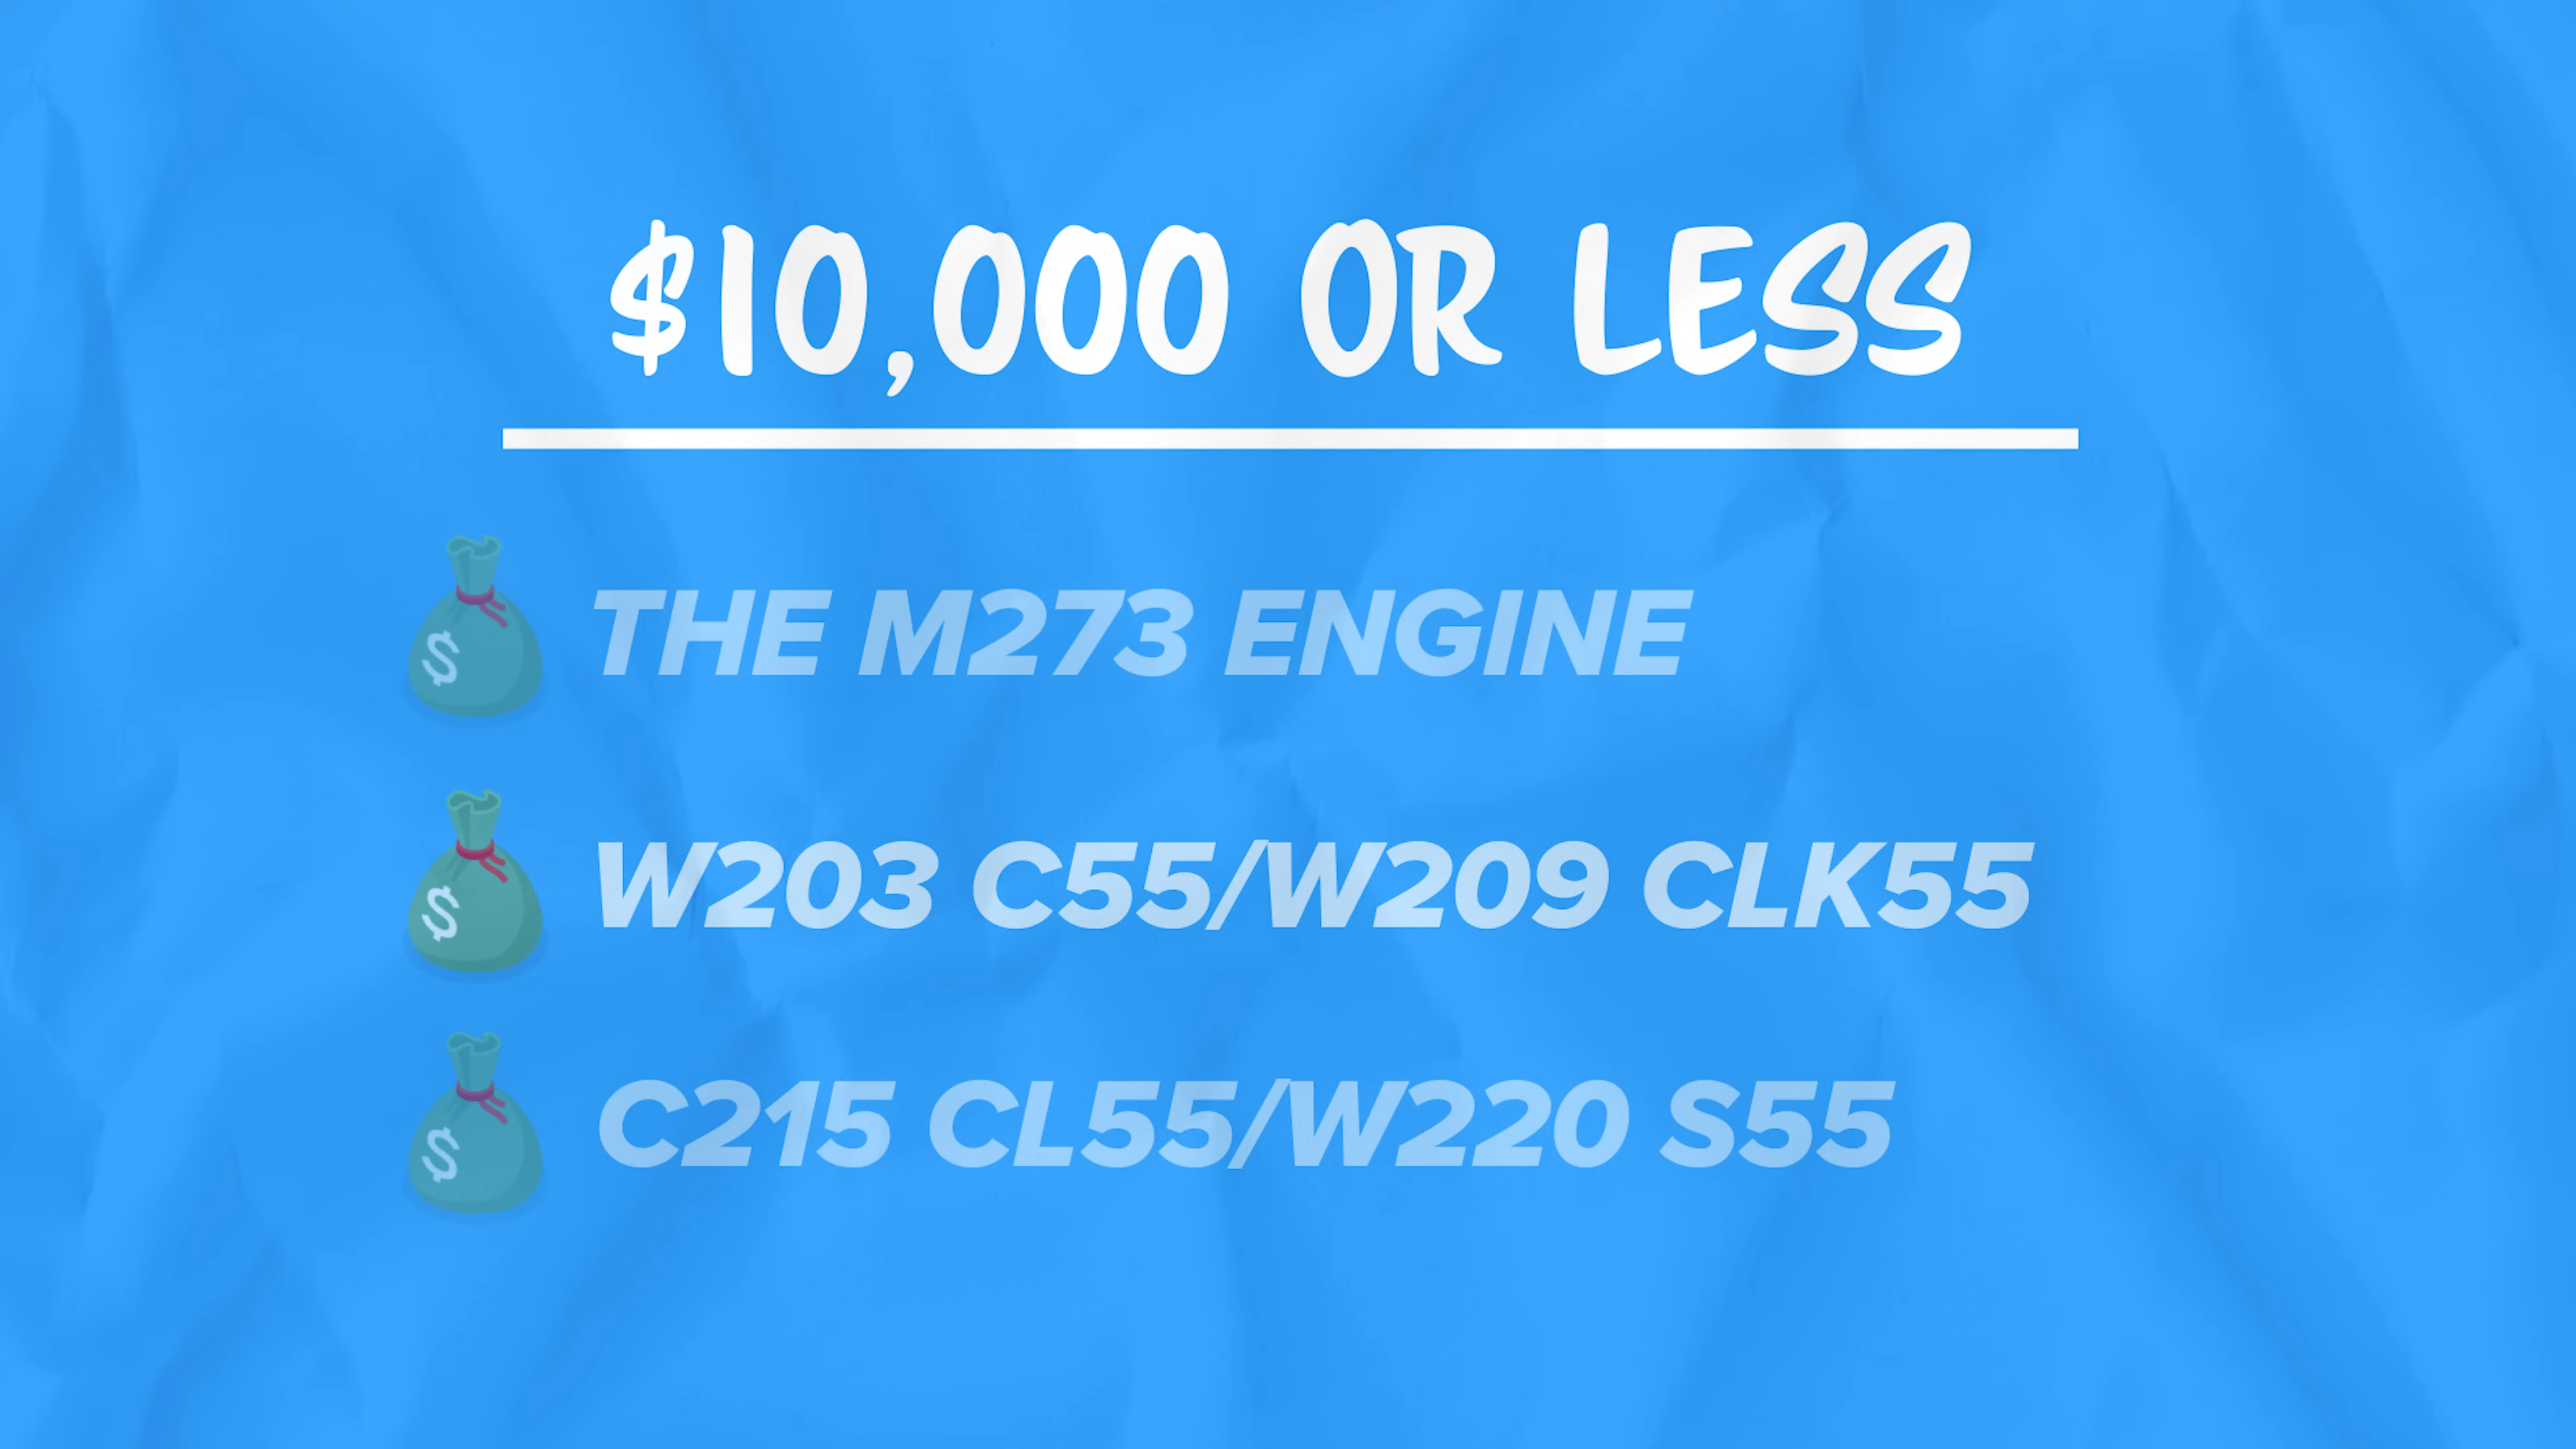 $10,000 OR LESS
$ THE M273 ENGINE
$ W203 C55/W209 CLK55
$ C215 CL55/W220 S55